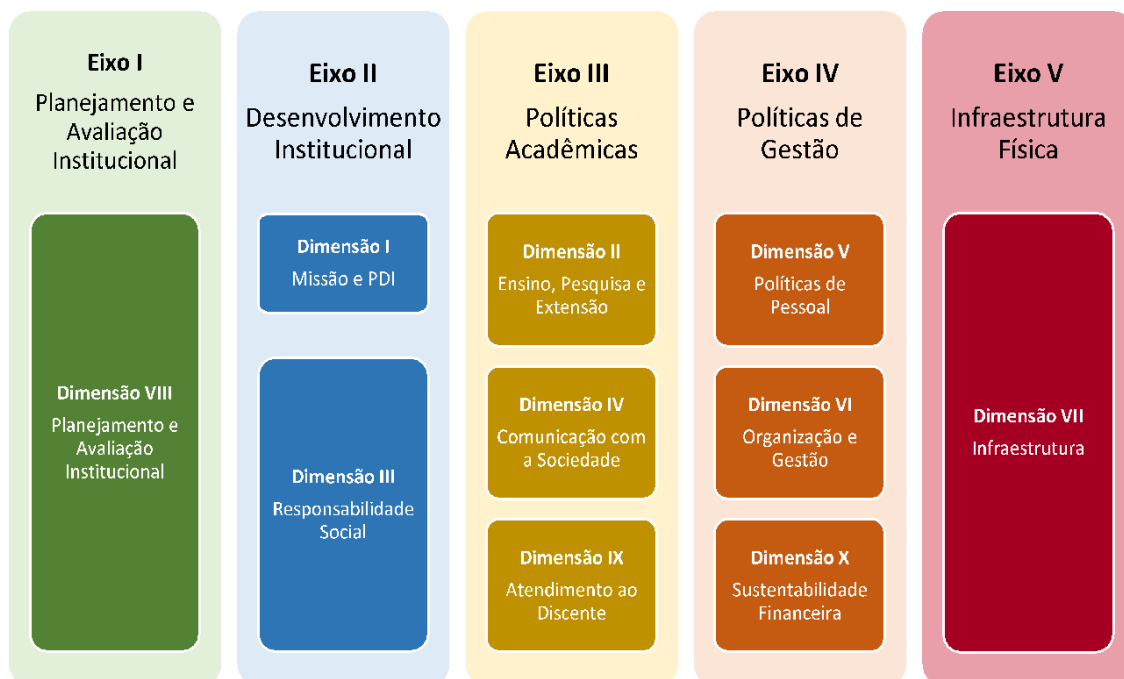 Eixo I
Planejamento e
Avaliação
Institucional
Dimensão VIII
Planejamento e
Avaliação
Institucional
Eixo II
Desenvolvimento
Institucional
Dimensão I
Missão e PDI
Dimensão III
Responsabilidade
Social
Eixo III
Políticas
Acadêmicas
Dimensão II
Ensino, Pesquisa e
Extensão
Dimensão IV
Comunicação com
a Sociedade
Dimensão IX
Atendimento ao
Discente
Eixo IV
Políticas de
Gestão
Dimensão V
Políticas de
Pessoal
Dimensão VI
Organização e
Gestão
Dimensão X
Sustentabilidade
Financeira
Eixo V
Infraestrutura
Física
Dimensão VII
Infraestrutura